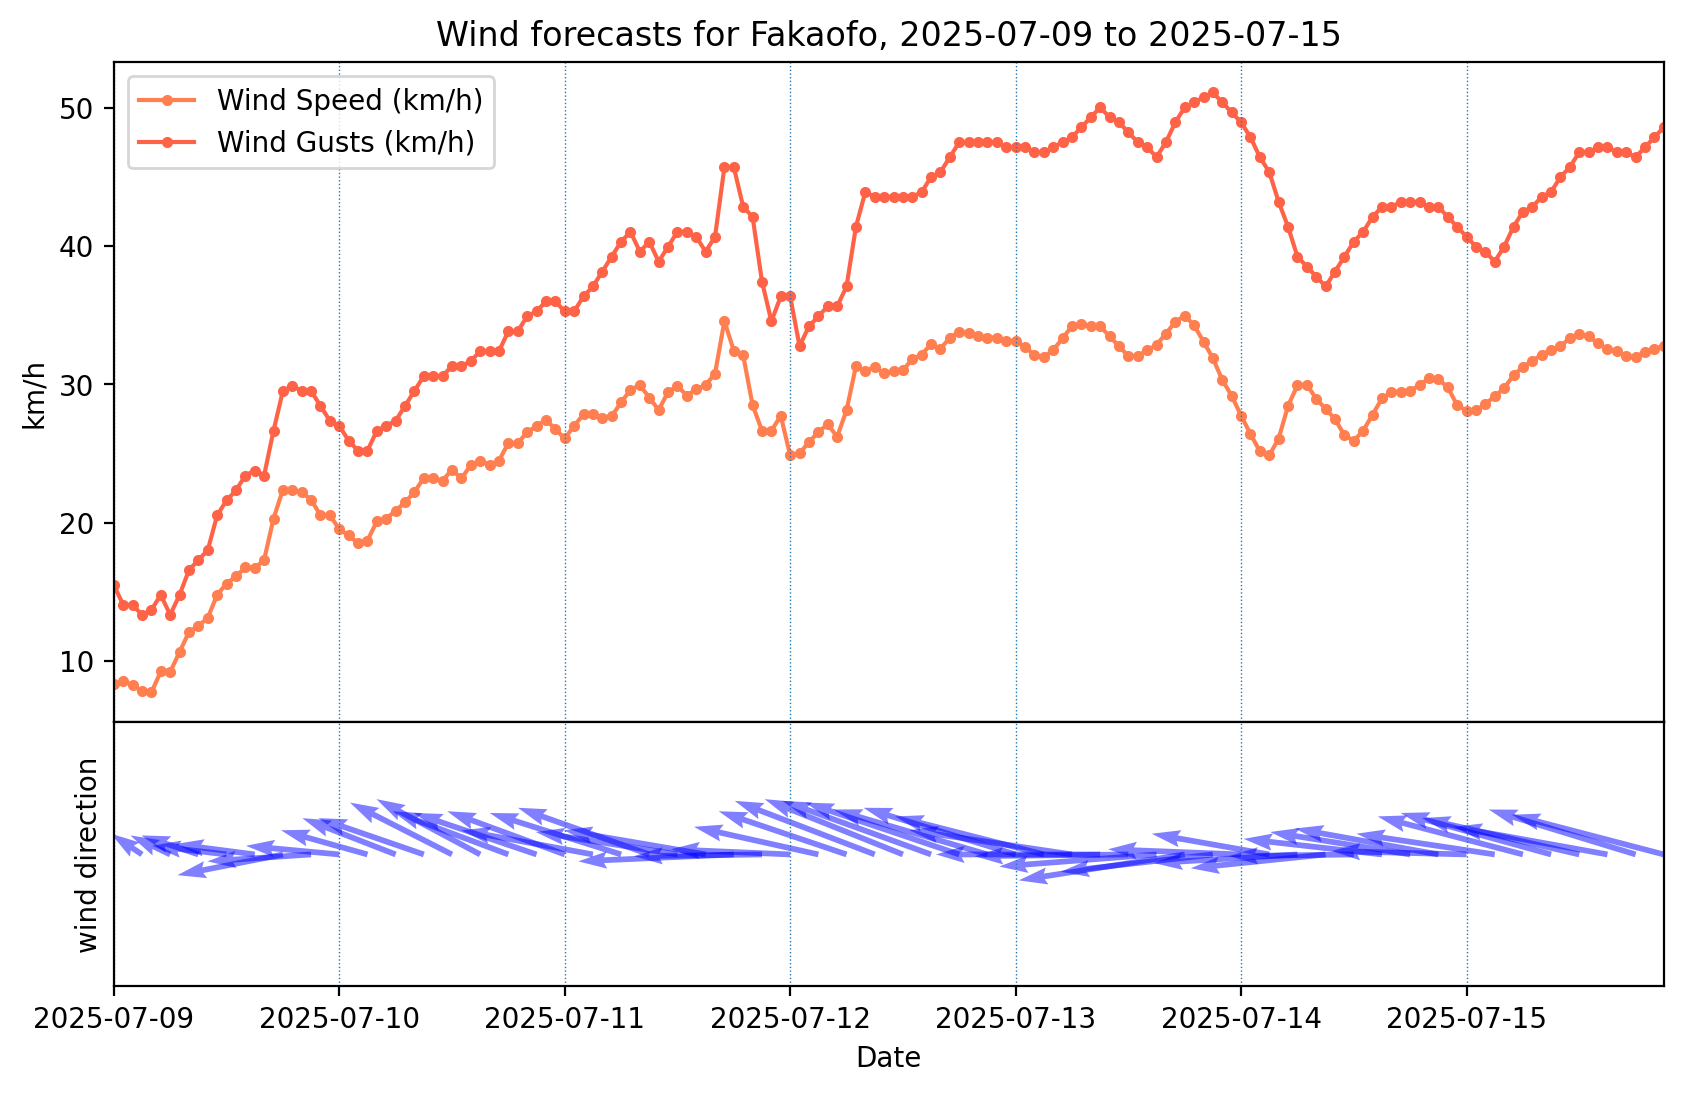 Wind forecasts for Fakaofo, 2025-07-09 to 2025-07-15
Wind Speed (km/h)
Wind Gusts (km/h)
50
40
30
20
10
km/h
wind direction
2025-07-09
2025-07-10
2025-07-11
2025-07-12
2025-07-13
2025-07-14
2025-07-15
Date